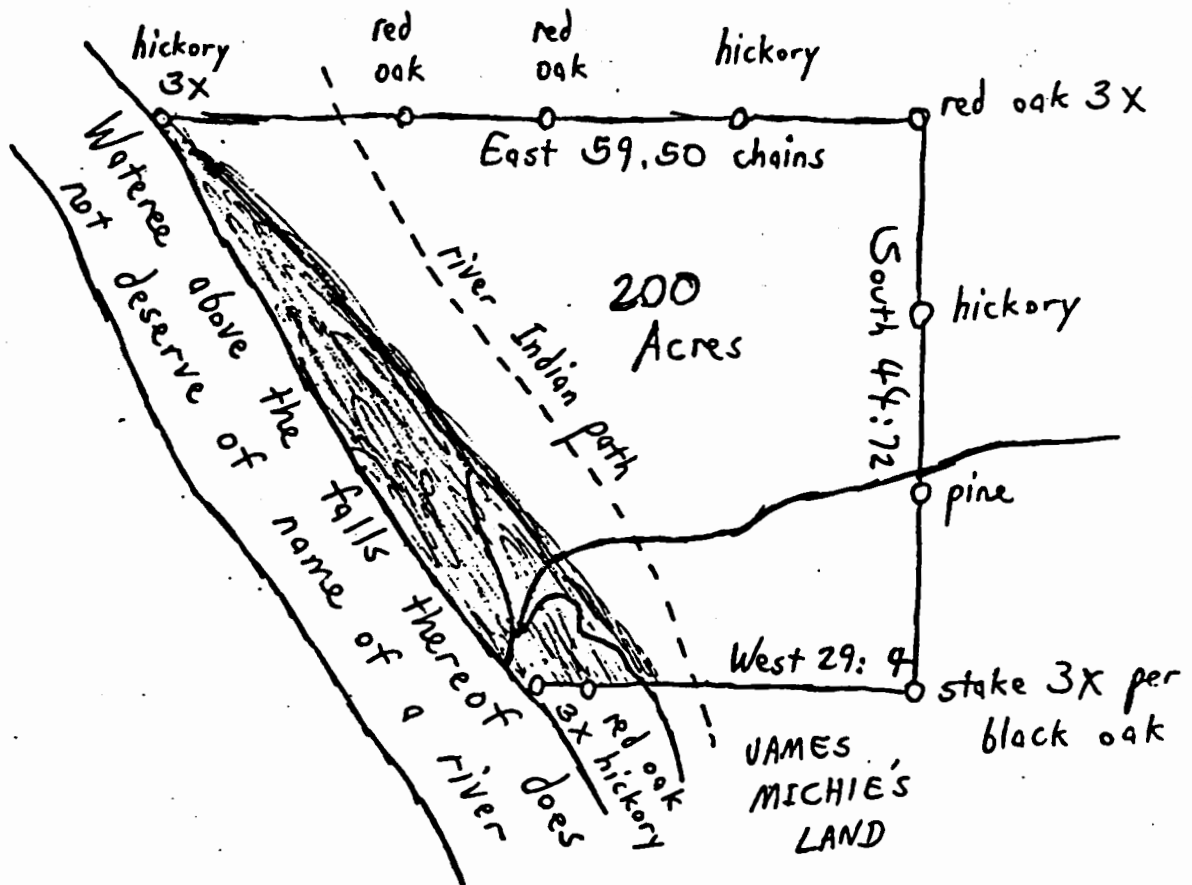 hickory
3X
red
oak
red
oak
hickory
red oak 3X
East 59.50 chains
Wateree above the falls thereof does
not deserve of name of a river
river Indian path
200
Acres
South 44:72
hickory
pine
West 29: 9
stake 3X per
black oak
3X hickory
red oak
JAMES
MICHIE'S
LAND